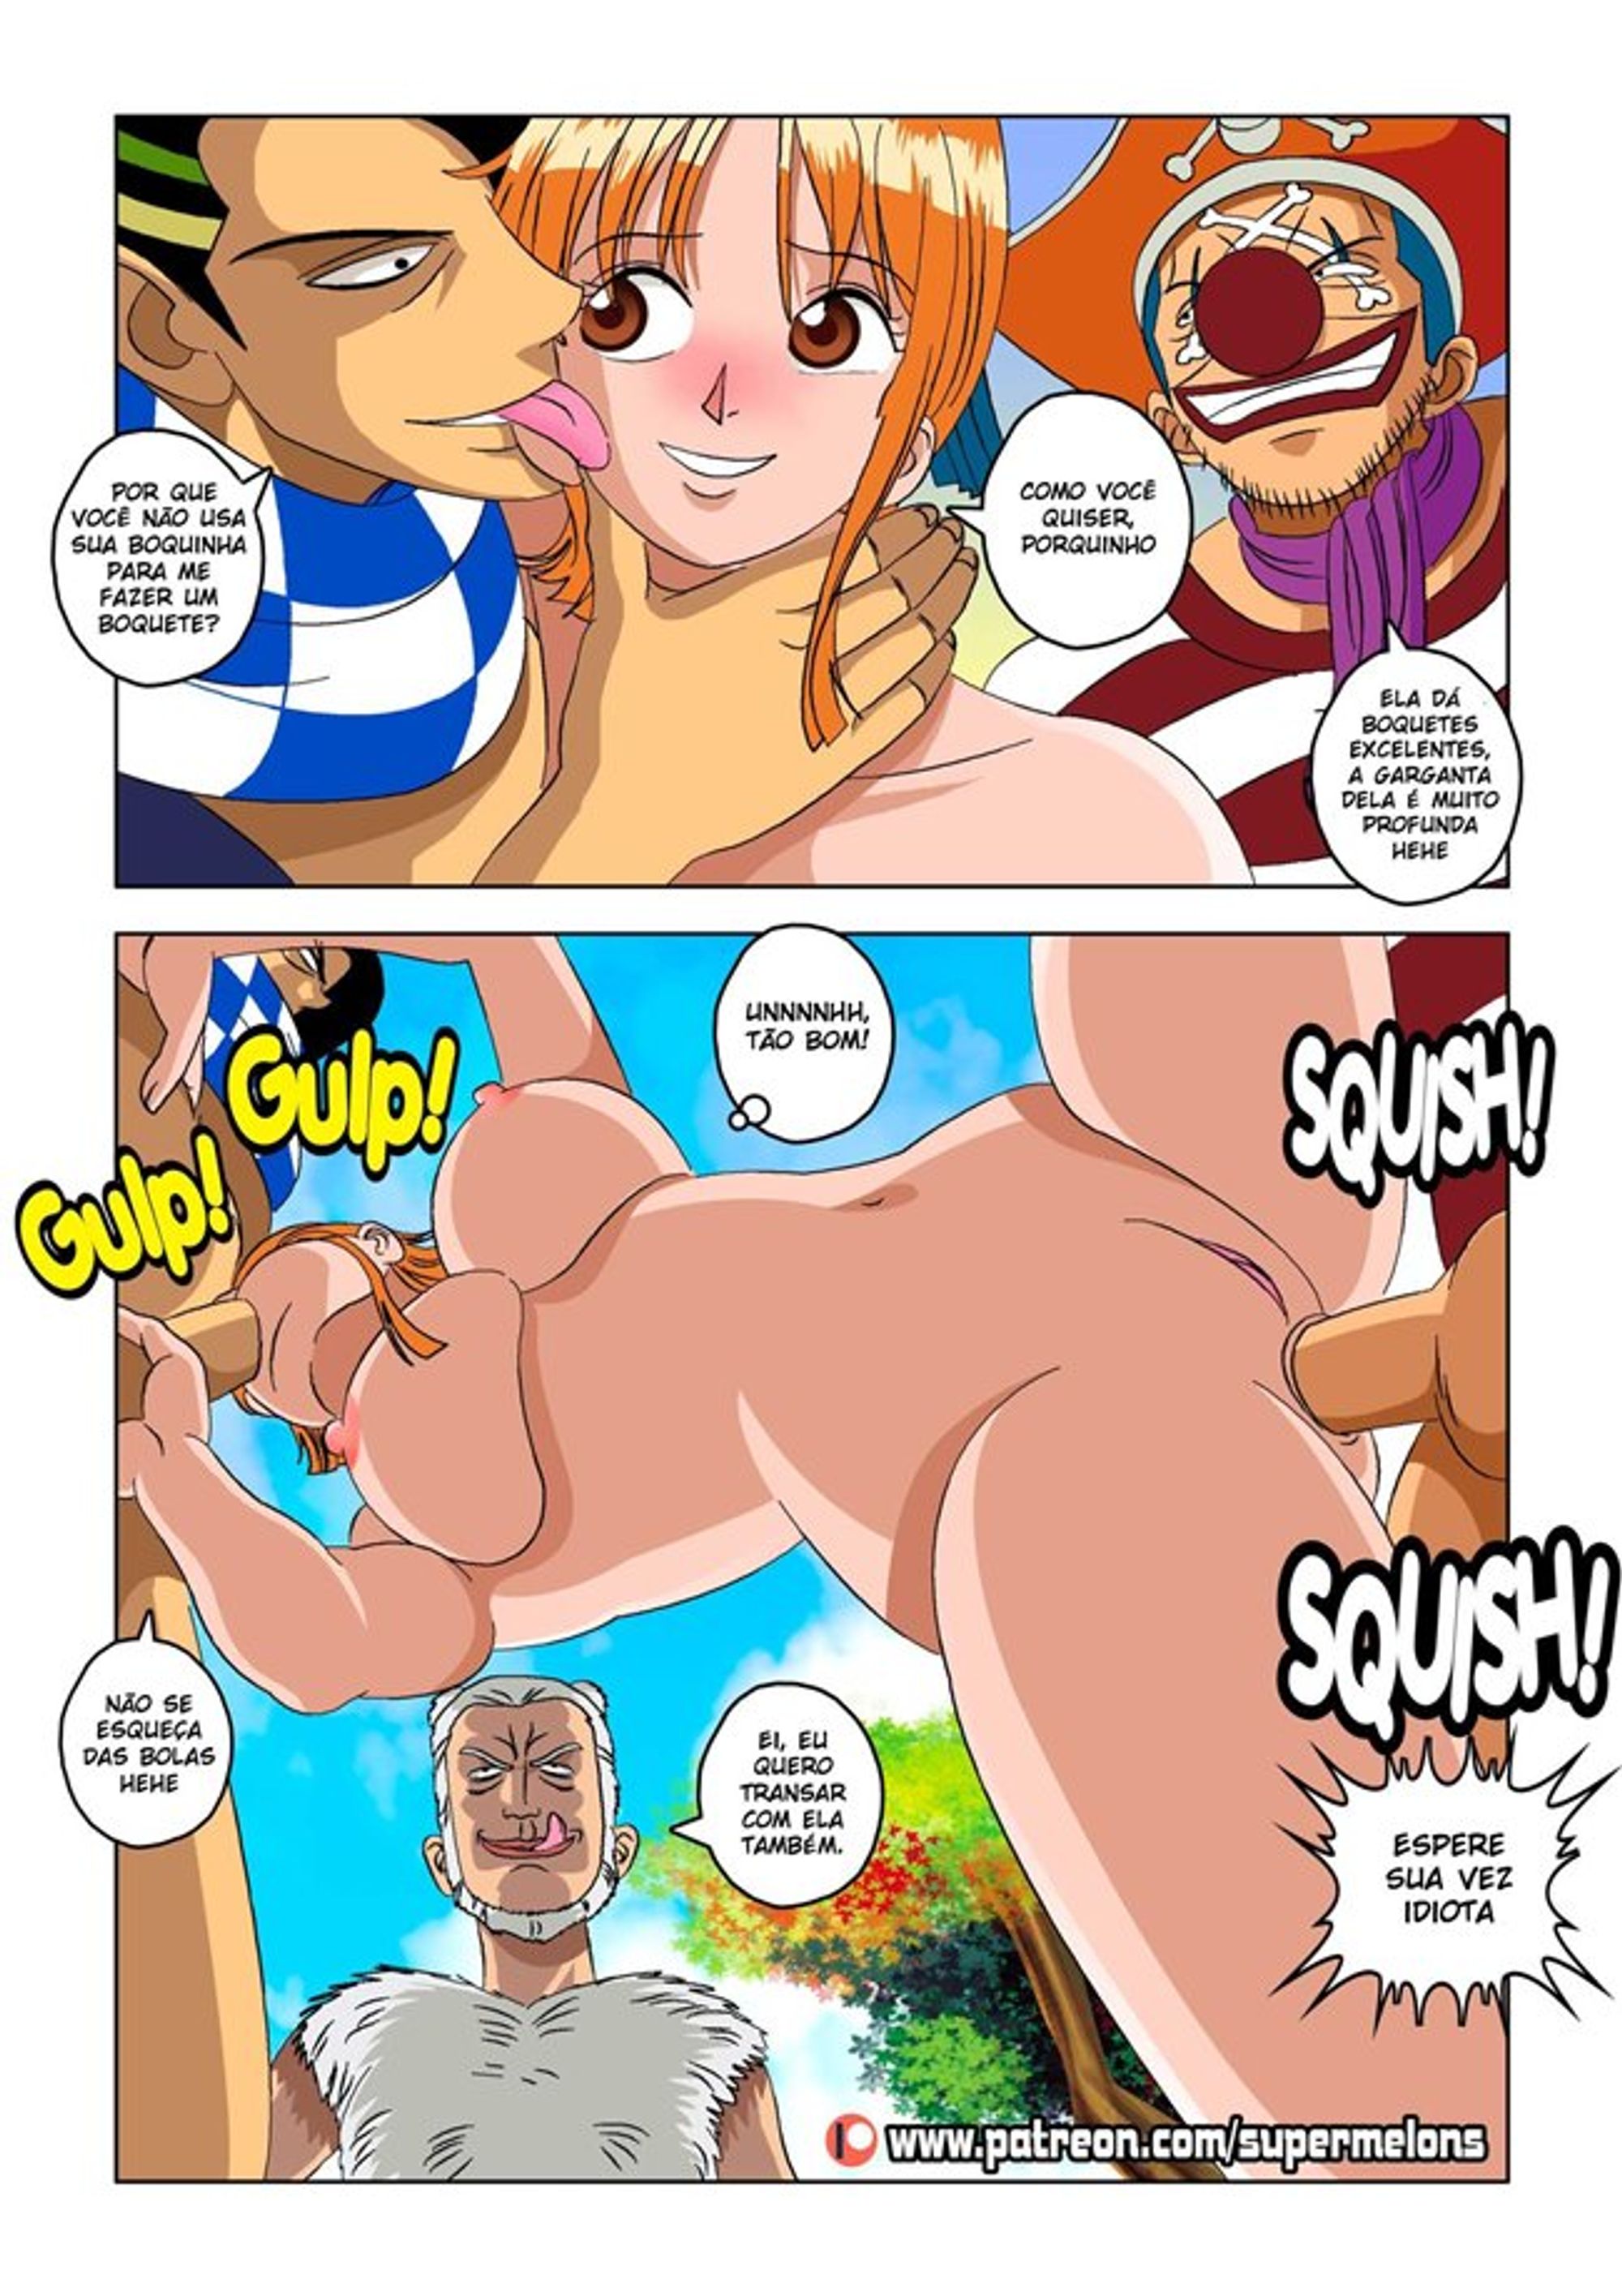 POR QUE
VOCÊ NÃO USA
SUA BOQUINHA
PARA ME
FAZER UM
BOQUETE?
COMO VOCÊ
QUISER,
PORQUINHO
ELA DÁ
BOQUETES
EXCELENTES,
A GARGANTA
DELA É MUITO
PROFUNDA
HEHE
UNNNNHH,
TÃO BOM!
Gulp!
Gulp!
SQUISH!
SQUISH!
NÃO SE
ESQUEÇA
DAS BOLAS
HEHE
EI, EU
QUERO
TRANSAR
COM ELA
TAMBÉM.
ESPERE
SUA VEZ
IDIOTA
www.patreon.com/supermelons